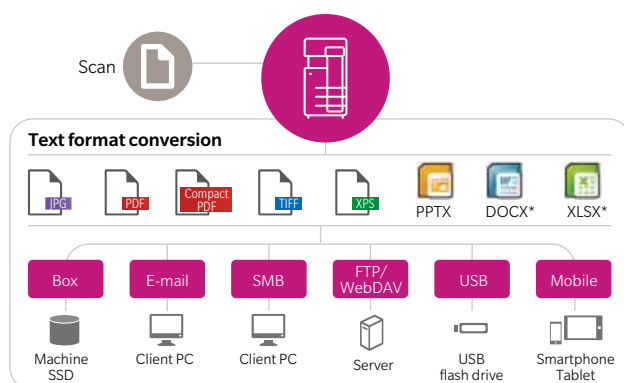 Scan
Text format conversion
JPG
PDF
Compact
PDF
TIFF
XPS
PPTX
DOCX*
XLSX*
Box
E-mail
SMB
FTP/
WebDAV
USB
Mobile
Machine
SSD
Client PC
Client PC
Server
USB
flash drive
Smartphone
Tablet